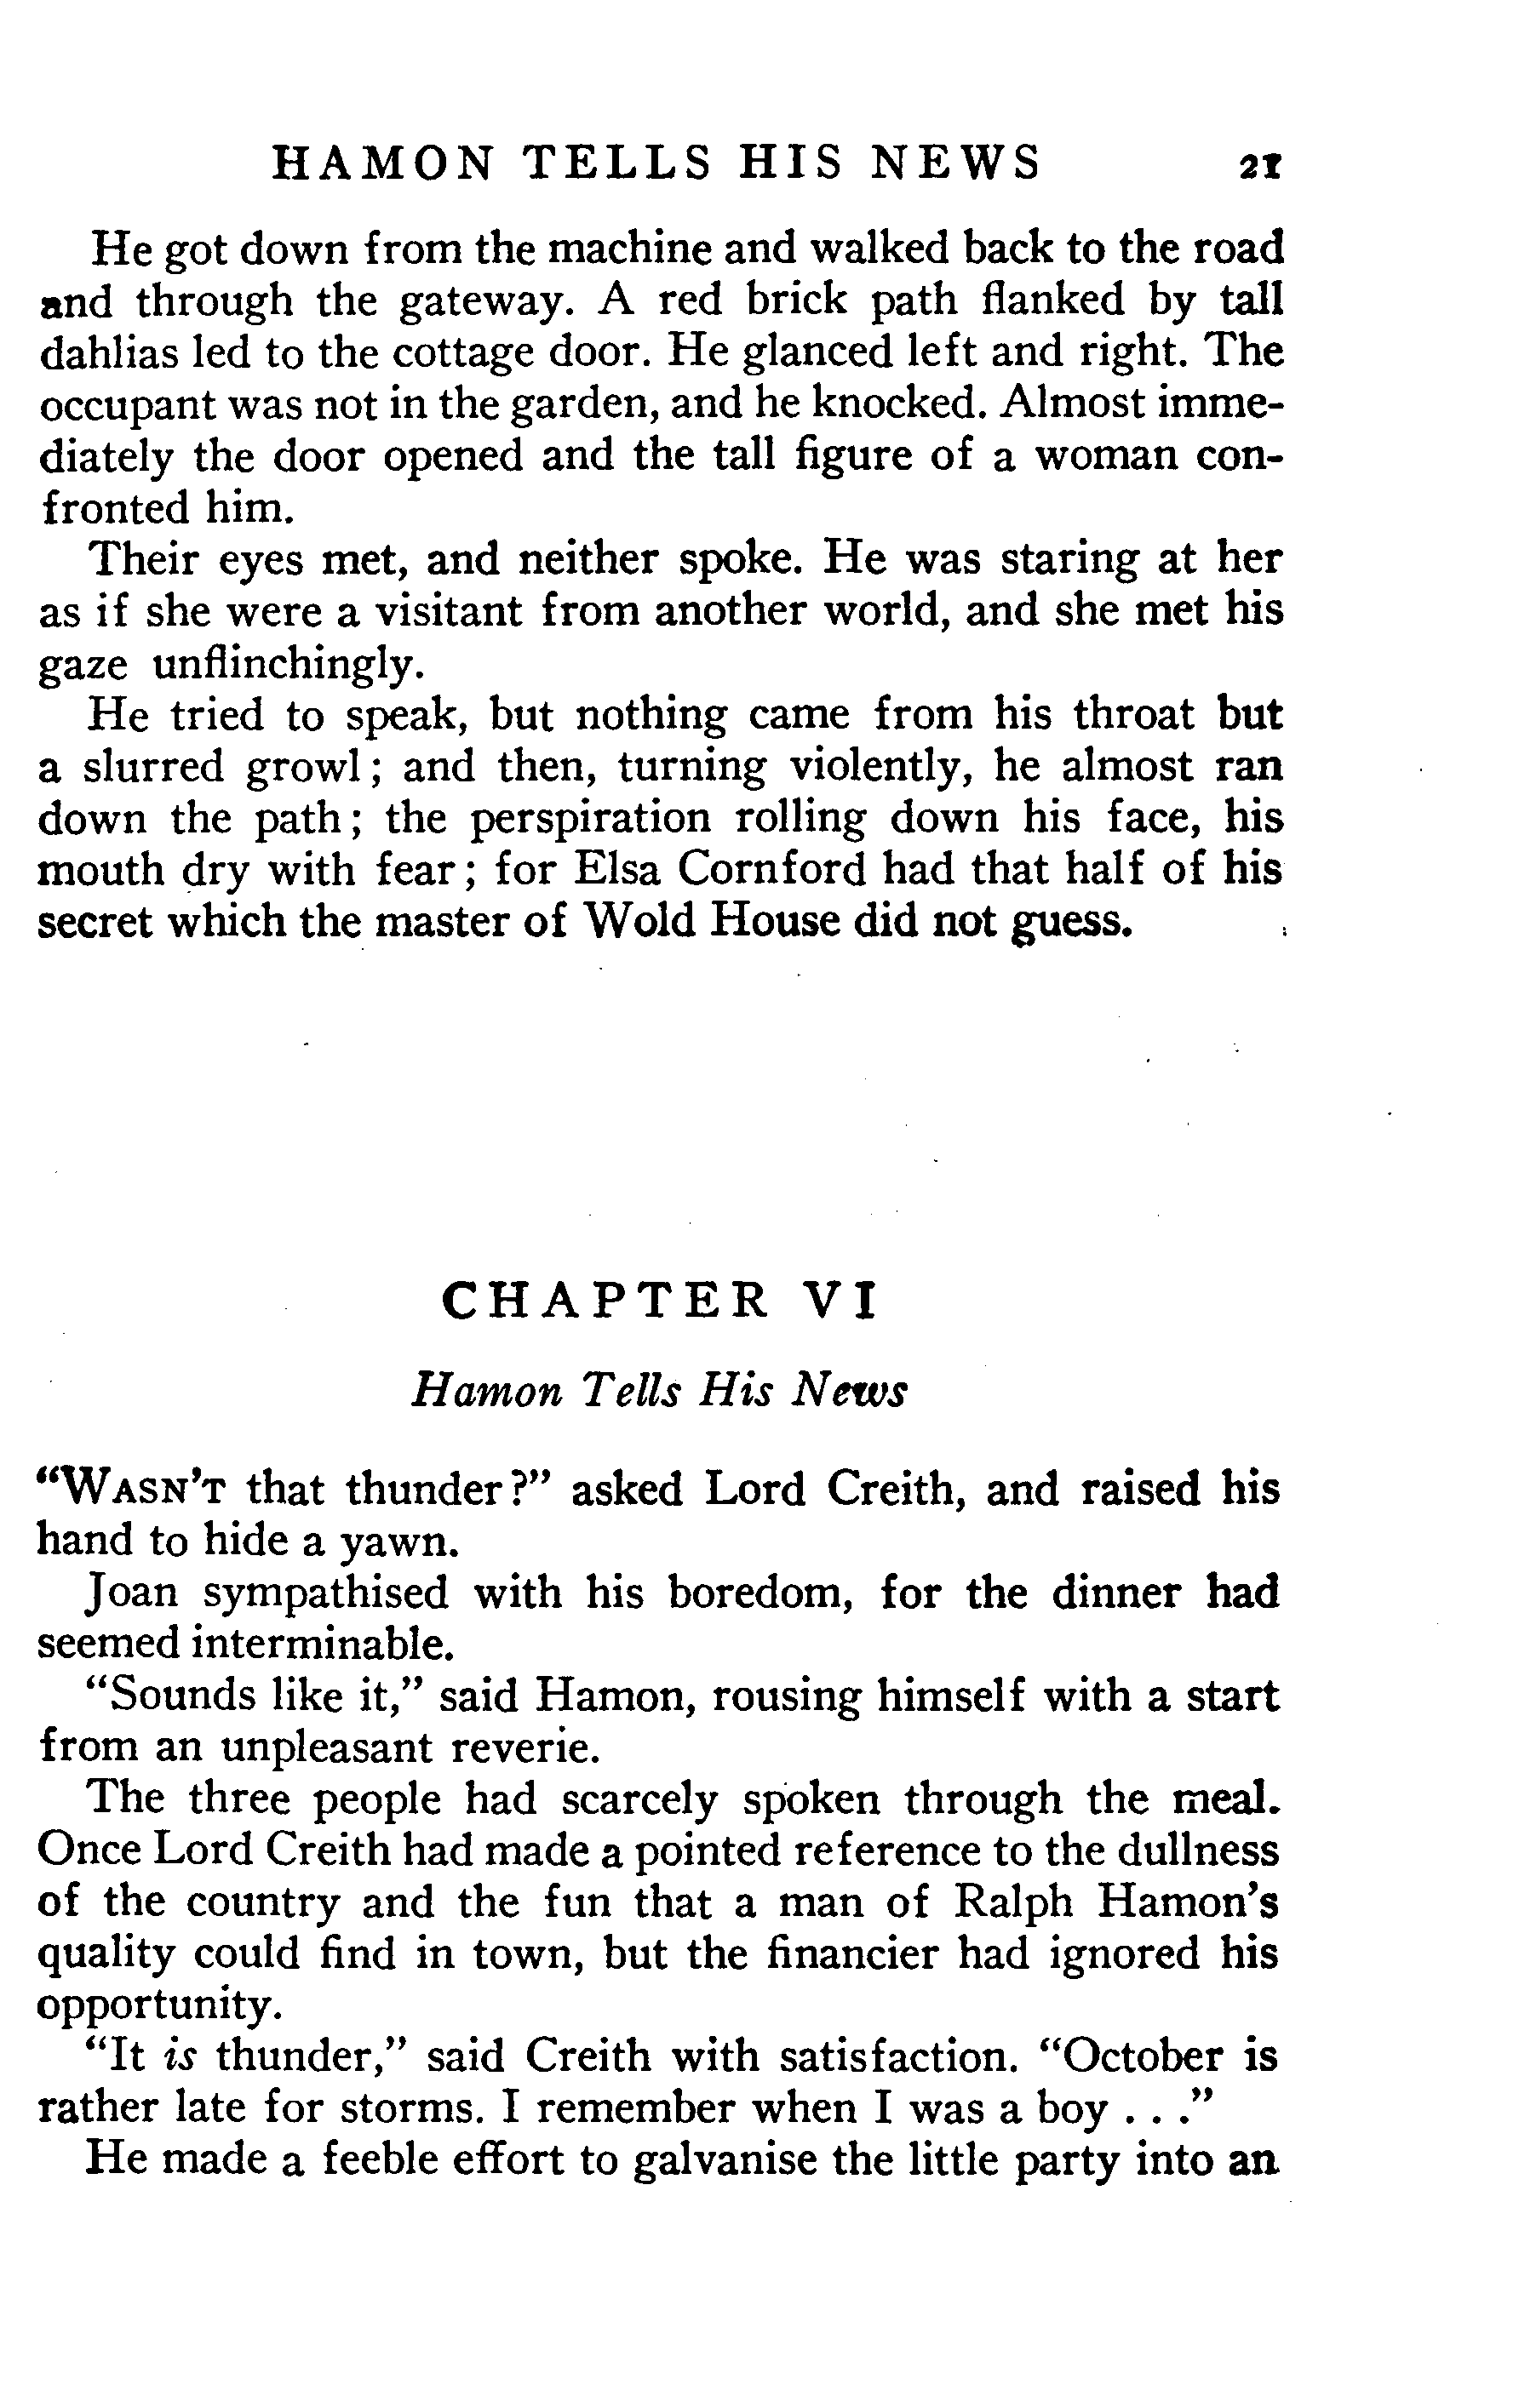 HAMON TELLS HIS NEWS 21
He got down from the machine and walked back to the road
and through the gateway. A red brick path flanked by tall
dahlias led to the cottage door. He glanced left and right. The
occupant was not in the garden, and he knocked. Almost imme-
diately the door opened and the tall figure of a woman con-
fronted him.
Their eyes met, and neither spoke. He was staring at her
as if she were a visitant from another world, and she met his
gaze unflinchingly.
He tried to speak, but nothing came from his throat but
a slurred growl; and then, turning violently, he almost ran
down the path; the perspiration rolling down his face, his
mouth dry with fear; for Elsa Cornford had that half of his
secret which the master of Wold House did not guess.
CHAPTER VI
Hamon Tells His News
“WASN’T that thunder?” asked Lord Creith, and raised his
hand to hide a yawn.
Joan sympathised with his boredom, for the dinner had
seemed interminable.
“Sounds like it,” said Hamon, rousing himself with a start
from an unpleasant reverie.
The three people had scarcely spoken through the meal.
Once Lord Creith had made a pointed reference to the dullness
of the country and the fun that a man of Ralph Hamon’s
quality could find in town, but the financier had ignored his
opportunity.
“It is thunder,” said Creith with satisfaction. “October is
rather late for storms. I remember when I was a boy . . .”
He made a feeble effort to galvanise the little party into an